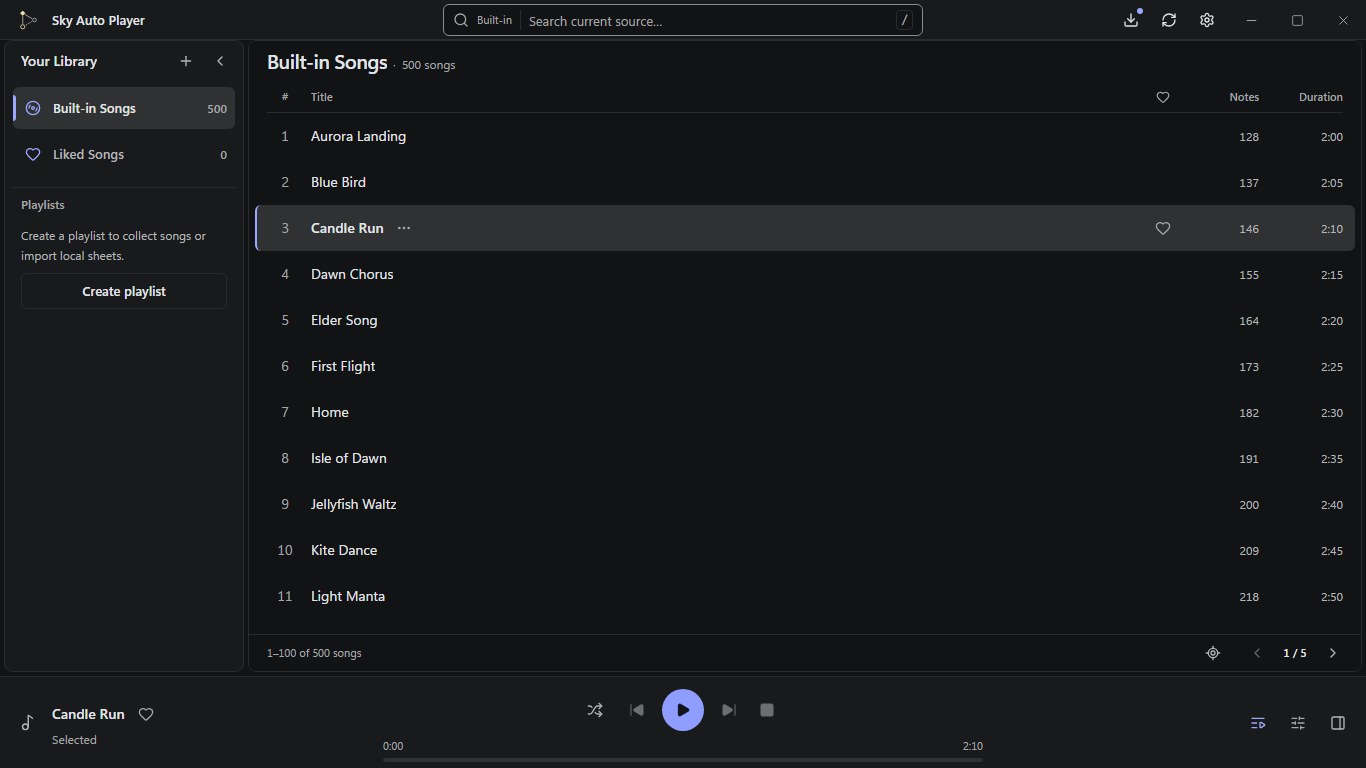 Sky Auto Player
Built-in
Search current source...
/
Your Library
Built-in Songs 500
Liked Songs 0
Playlists
Create a playlist to collect songs or
import local sheets.
Create playlist
Built-in Songs · 500 songs
# Title Notes Duration
1 Aurora Landing 128 2:00
2 Blue Bird 137 2:05
3 Candle Run ··· 146 2:10
4 Dawn Chorus 155 2:15
5 Elder Song 164 2:20
6 First Flight 173 2:25
7 Home 182 2:30
8 Isle of Dawn 191 2:35
9 Jellyfish Waltz 200 2:40
10 Kite Dance 209 2:45
11 Light Manta 218 2:50
1–100 of 500 songs
1 / 5
Candle Run
Selected
0:00 2:10